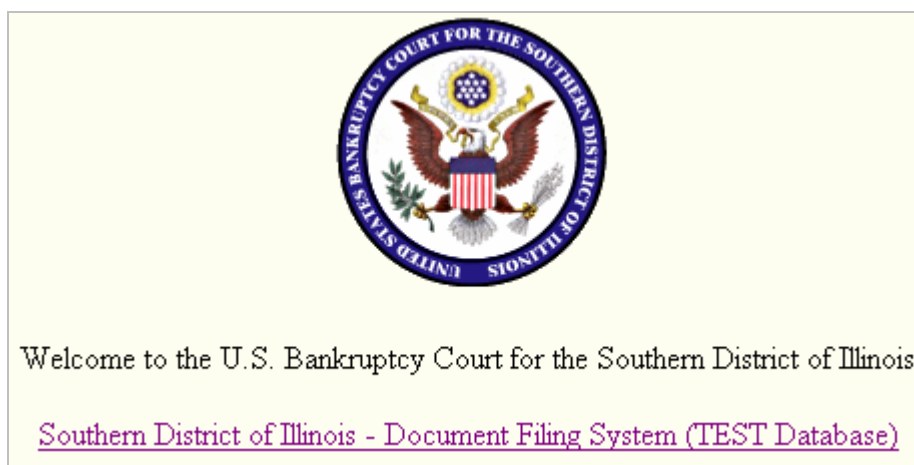 UNITED STATES BANKRUPTCY COURT FOR THE SOUTHERN DISTRICT OF ILLINOIS
Welcome to the U.S. Bankruptcy Court for the Southern District of Illinois
Southern District of Illinois - Document Filing System (TEST Database)